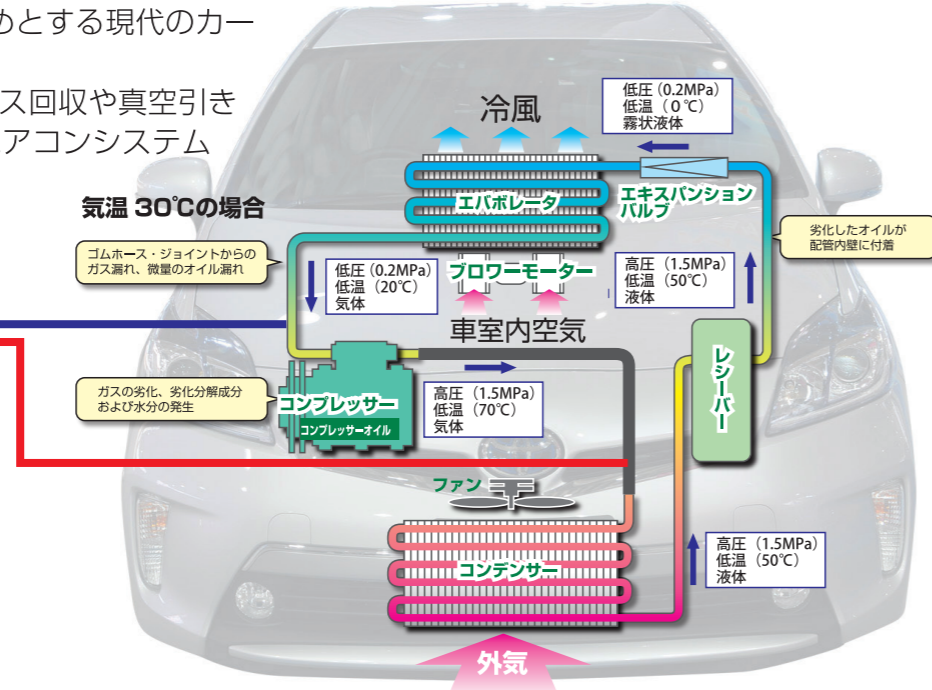 めとする現代のカー
ス回収や真空引き
エアコンシステム
気温 30℃の場合
冷風
低圧（0.2MPa）
低温（0℃）
霧状液体
エバポレータ
エキスパンション
バルブ
ゴムホース・ジョイントからの
ガス漏れ、微量のオイル漏れ
劣化したオイルが
配管内壁に付着
低圧（0.2MPa）
低温（20℃）
気体
ブロワーモーター
高圧（1.5MPa）
低温（50℃）
液体
車室内空気
レシーバー
ガスの劣化、劣化分解成分
および水分の発生
コンプレッサー
コンプレッサーオイル
高圧（1.5MPa）
低温（70℃）
気体
ファン
コンデンサー
高圧（1.5MPa）
低温（50℃）
液体
外気